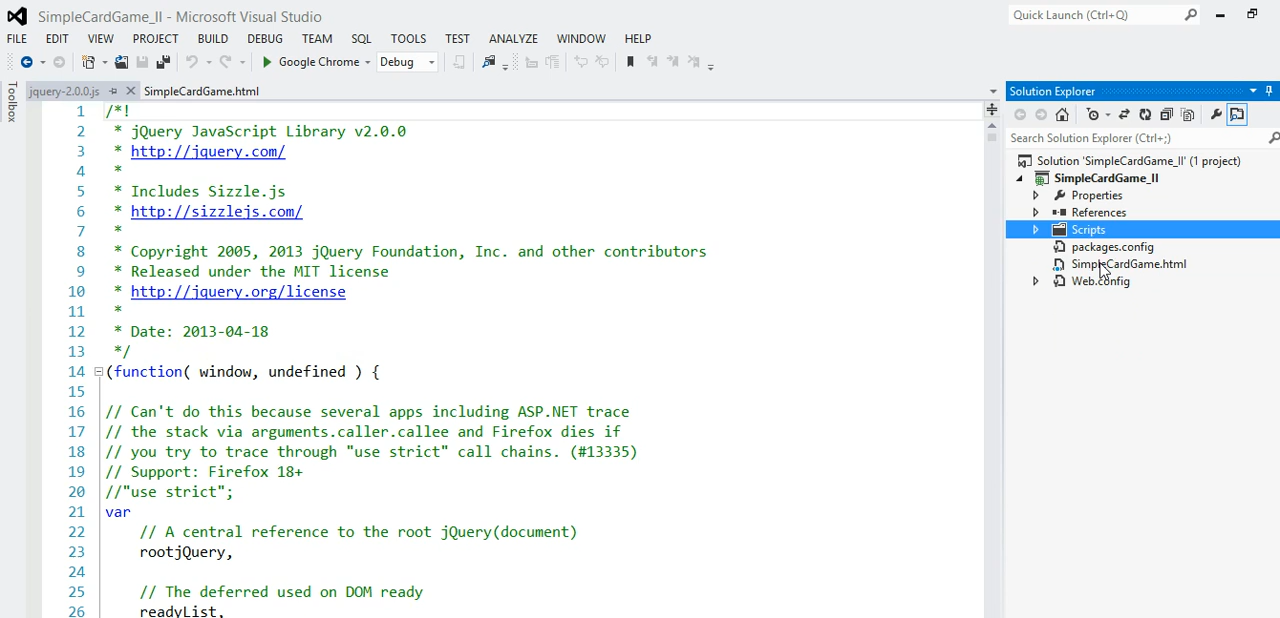 SimpleCardGame_II - Microsoft Visual Studio
Quick Launch (Ctrl+Q)
FILE EDIT VIEW PROJECT BUILD DEBUG TEAM SQL TOOLS TEST ANALYZE WINDOW HELP
Google Chrome Debug
Toolbox
jquery-2.0.0.js SimpleCardGame.html
1 /*!
2 * jQuery JavaScript Library v2.0.0
3 * http://jquery.com/
4 *
5 * Includes Sizzle.js
6 * http://sizzlejs.com/
7 *
8 * Copyright 2005, 2013 jQuery Foundation, Inc. and other contributors
9 * Released under the MIT license
10 * http://jquery.org/license
11 *
12 * Date: 2013-04-18
13 */
14 (function( window, undefined ) {
15
16 // Can't do this because several apps including ASP.NET trace
17 // the stack via arguments.caller.callee and Firefox dies if
18 // you try to trace through "use strict" call chains. (#13335)
19 // Support: Firefox 18+
20 //"use strict";
21 var
22 // A central reference to the root jQuery(document)
23 rootjQuery,
24
25 // The deferred used on DOM ready
26 readyList,
Solution Explorer
Search Solution Explorer (Ctrl+;)
Solution 'SimpleCardGame_II' (1 project)
SimpleCardGame_II
Properties
References
Scripts
packages.config
SimpleCardGame.html
Web.config